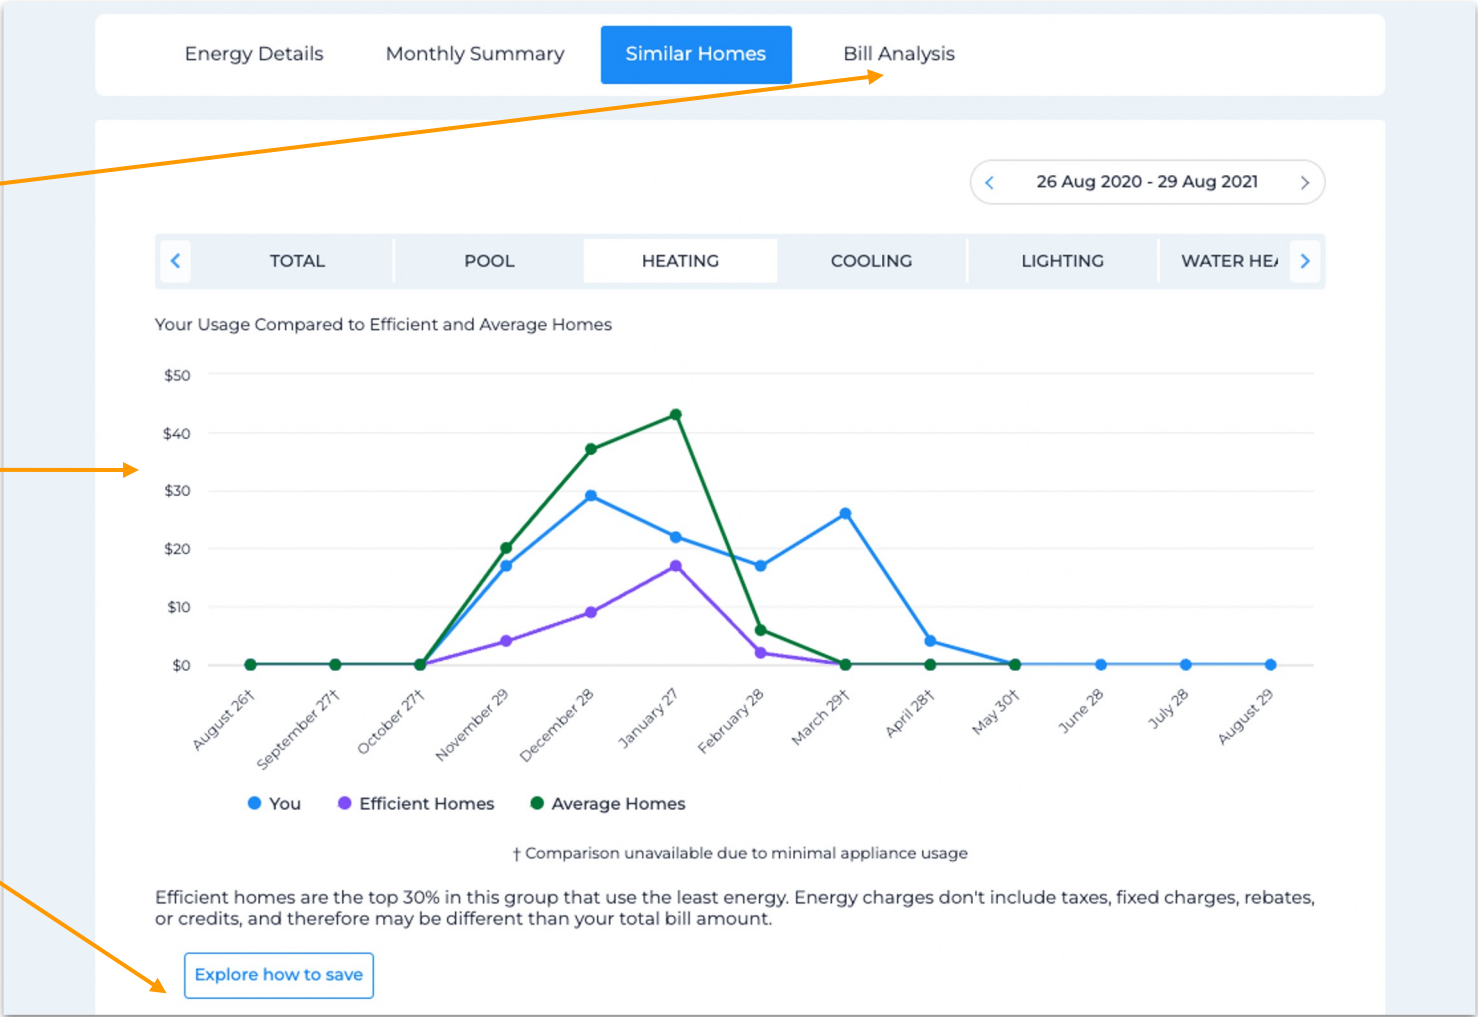 Energy Details Monthly Summary Similar Homes Bill Analysis
26 Aug 2020 - 29 Aug 2021
TOTAL POOL HEATING COOLING LIGHTING WATER HEA
Your Usage Compared to Efficient and Average Homes
$50
$40
$30
$20
$10
$0
August 26† September 27† October 27† November 29 December 28 January 27 February 28 March 29† April 28† May 30† June 28 July 28 August 29
You Efficient Homes Average Homes
† Comparison unavailable due to minimal appliance usage
Efficient homes are the top 30% in this group that use the least energy. Energy charges don't include taxes, fixed charges, rebates,
or credits, and therefore may be different than your total bill amount.
Explore how to save